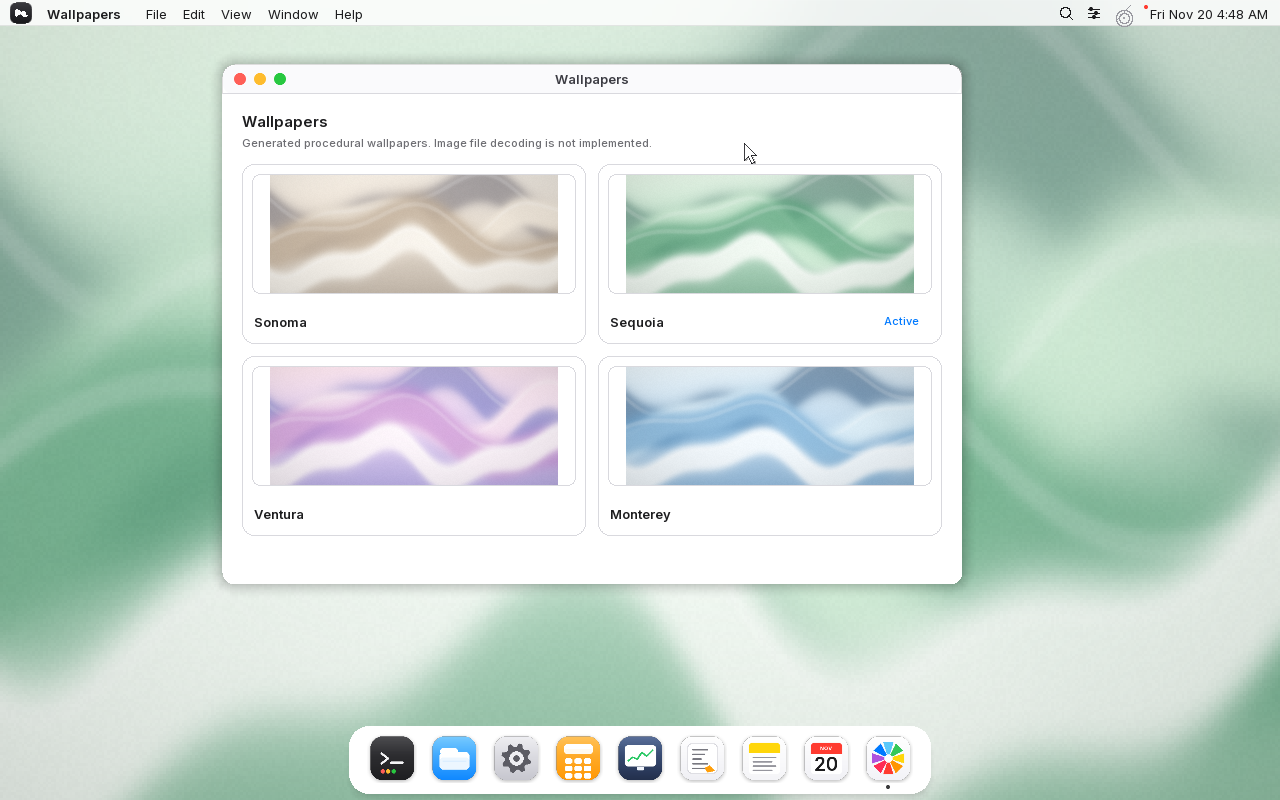 Wallpapers File Edit View Window Help Fri Nov 20 4:48 AM
Wallpapers
Wallpapers
Generated procedural wallpapers. Image file decoding is not implemented.
Sonoma
Sequoia Active
Ventura
Monterey
NOV
20